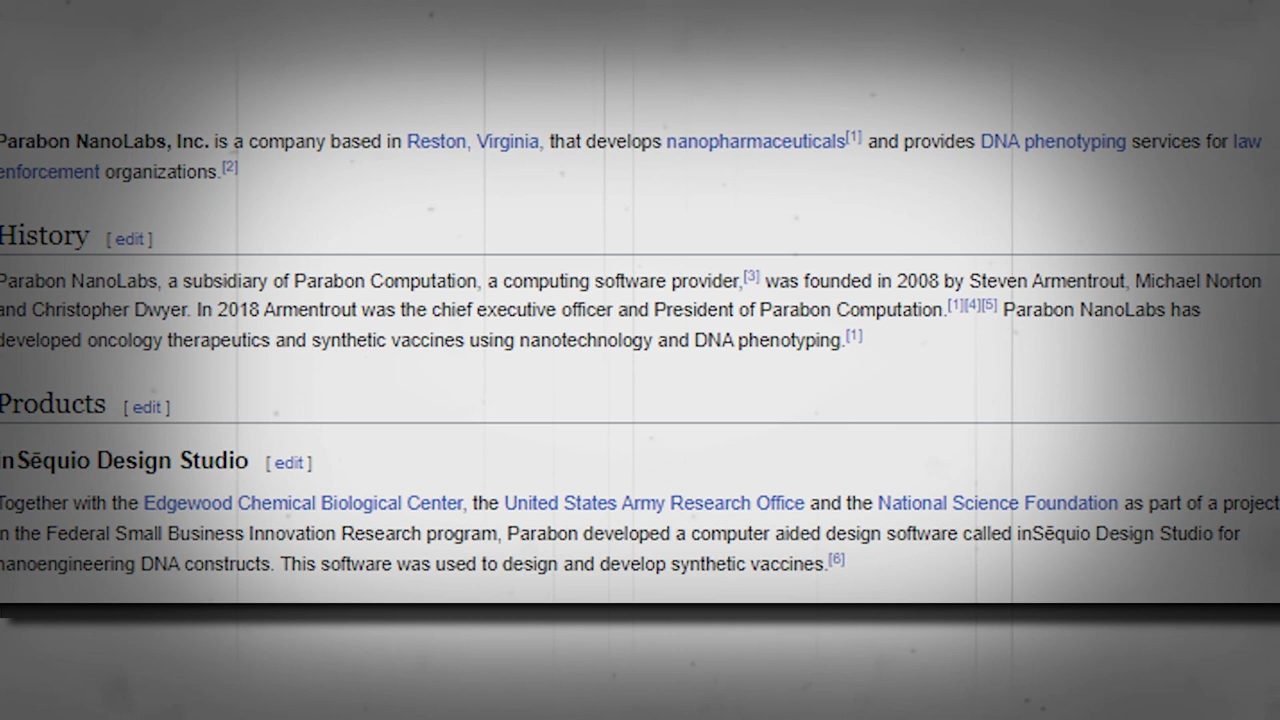 Parabon NanoLabs, Inc. is a company based in Reston, Virginia, that develops nanopharmaceuticals[1] and provides DNA phenotyping services for law
enforcement organizations.[2]
History [ edit ]
Parabon NanoLabs, a subsidiary of Parabon Computation, a computing software provider,[3] was founded in 2008 by Steven Armentrout, Michael Norton
and Christopher Dwyer. In 2018 Armentrout was the chief executive officer and President of Parabon Computation.[1][4][5] Parabon NanoLabs has
developed oncology therapeutics and synthetic vaccines using nanotechnology and DNA phenotyping.[1]
Products [ edit ]
inSēquio Design Studio [ edit ]
Together with the Edgewood Chemical Biological Center, the United States Army Research Office and the National Science Foundation as part of a project
in the Federal Small Business Innovation Research program, Parabon developed a computer aided design software called inSēquio Design Studio for
nanoengineering DNA constructs. This software was used to design and develop synthetic vaccines.[6]